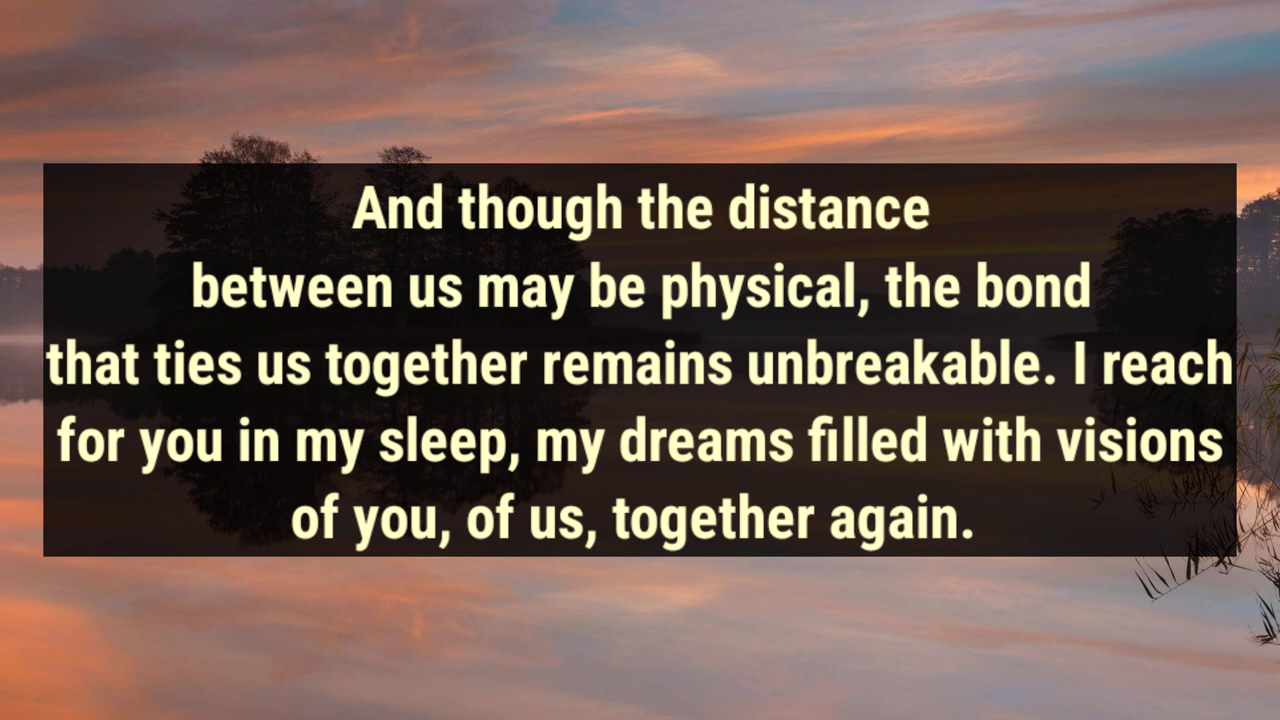 And though the distance
between us may be physical, the bond
that ties us together remains unbreakable. I reach
for you in my sleep, my dreams filled with visions
of you, of us, together again.